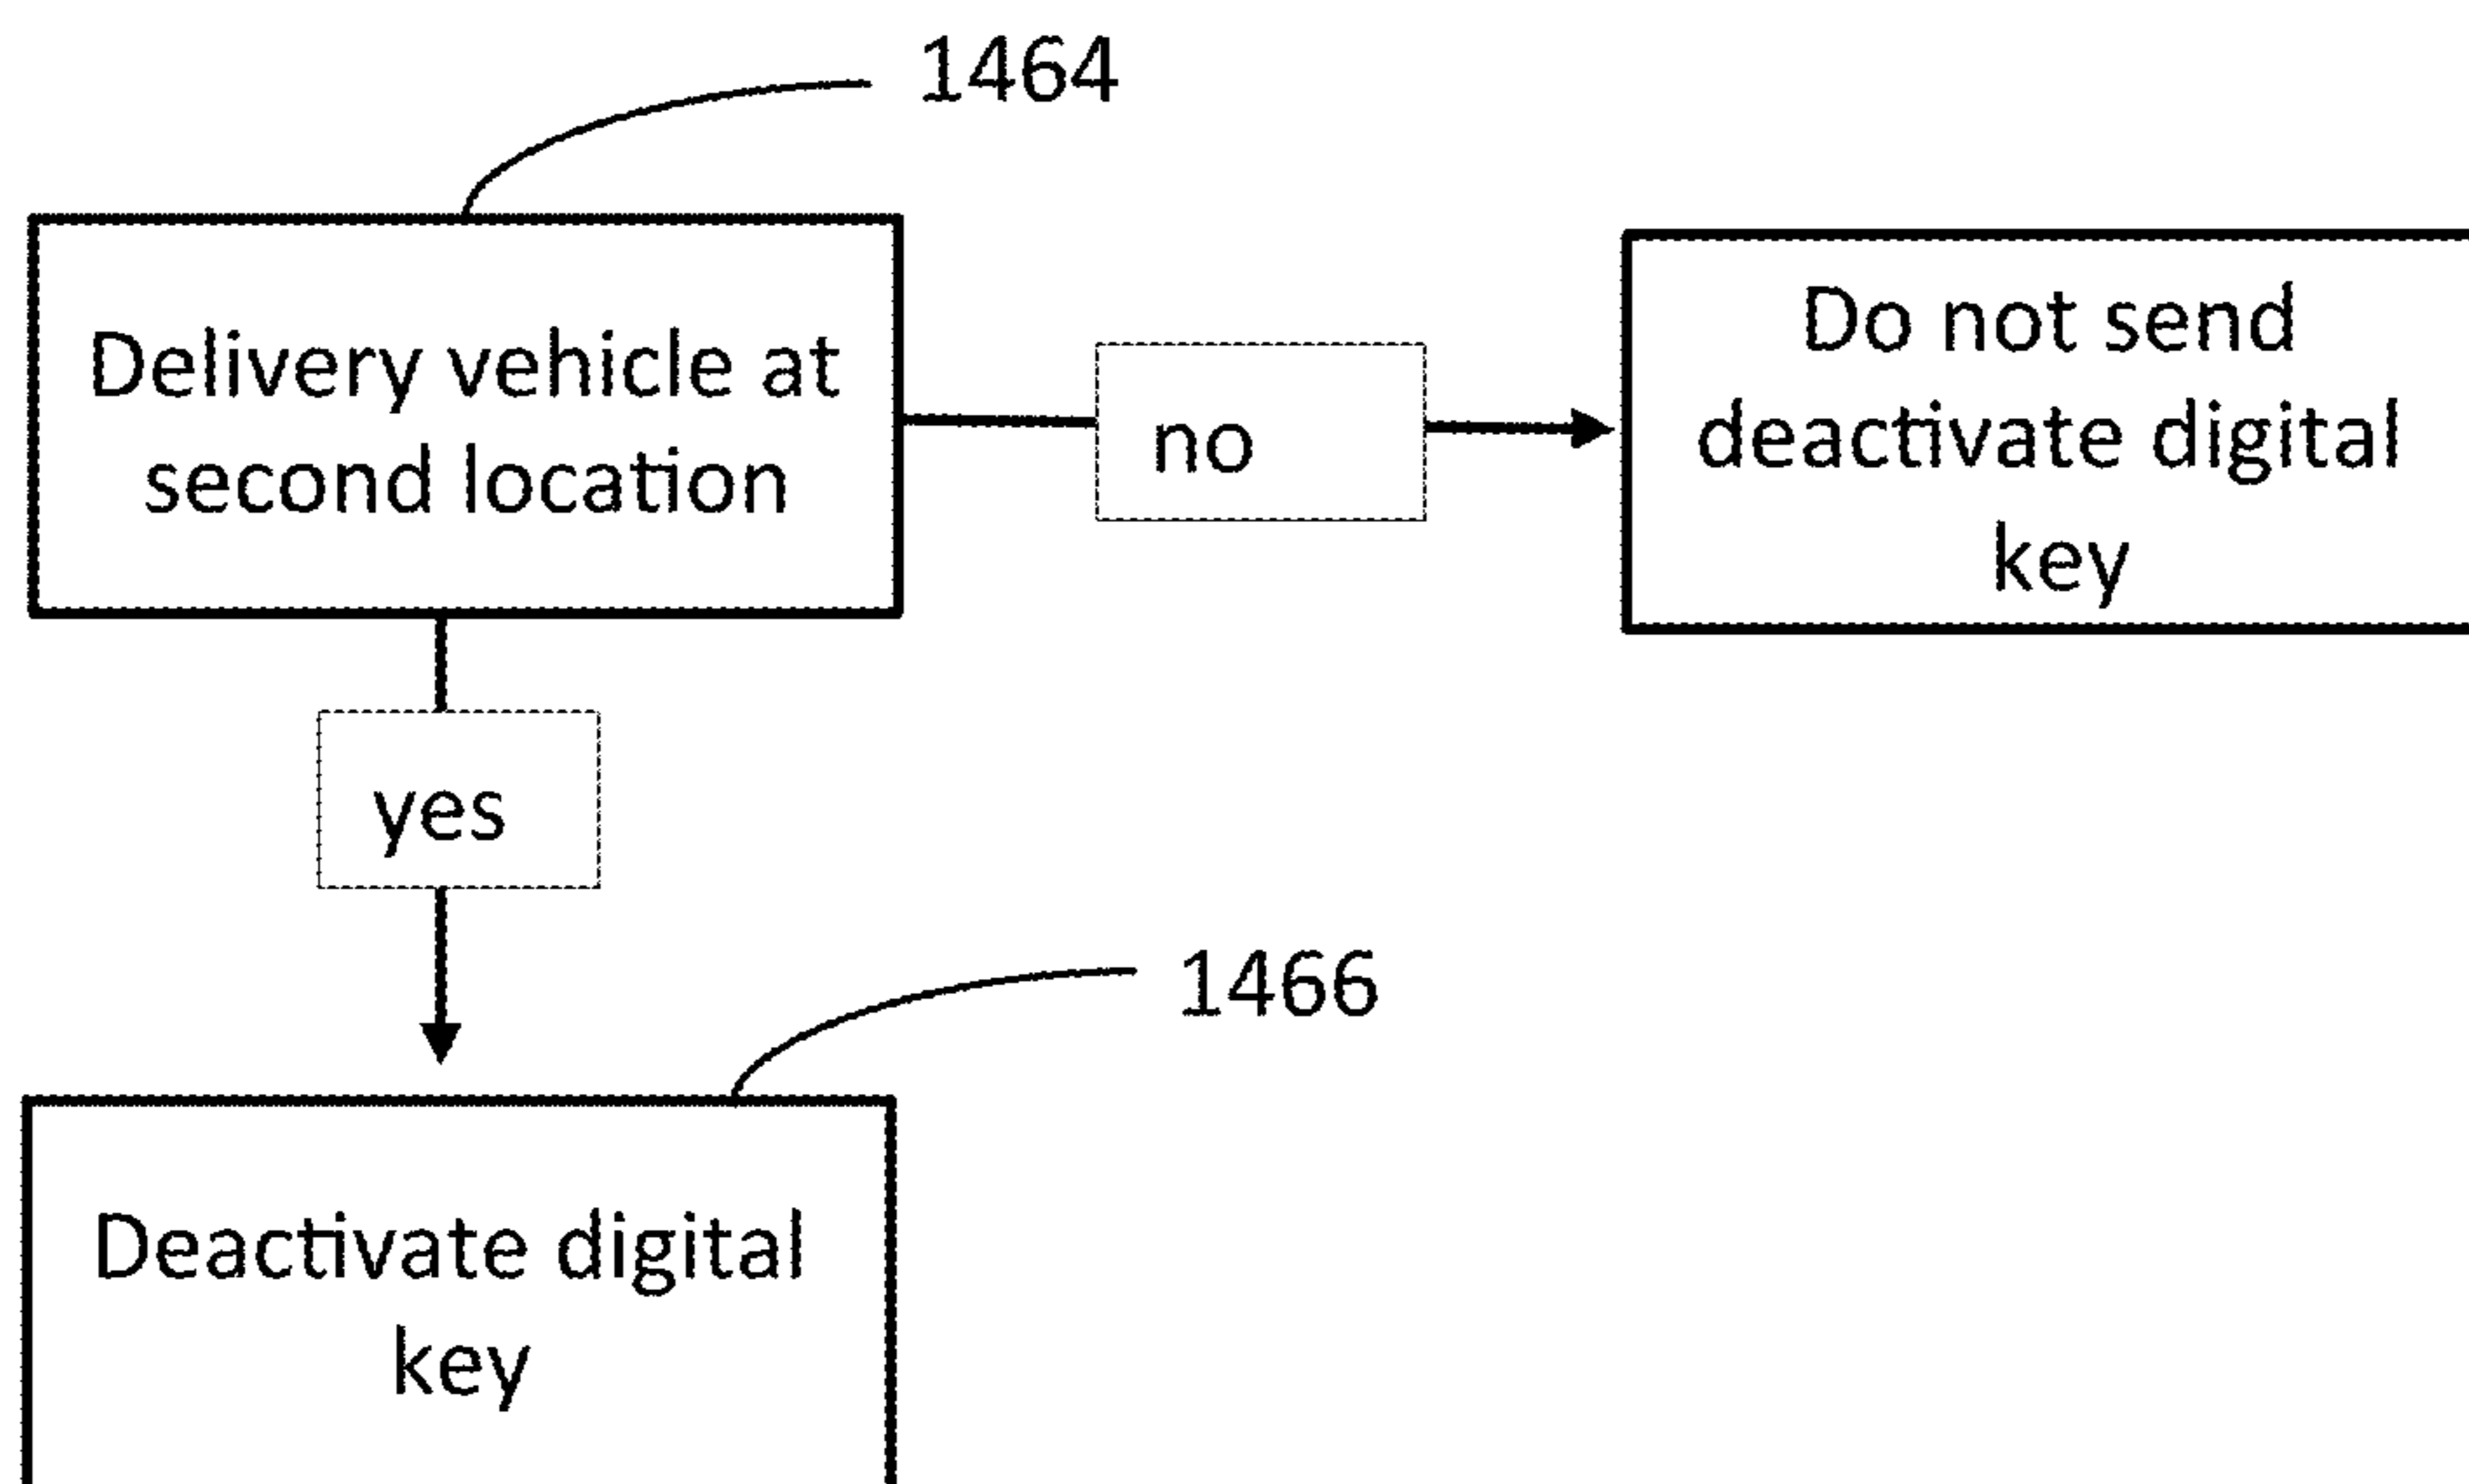 1464
Delivery vehicle at
second location
no
Do not send
deactivate digital
key
yes
1466
Deactivate digital
key